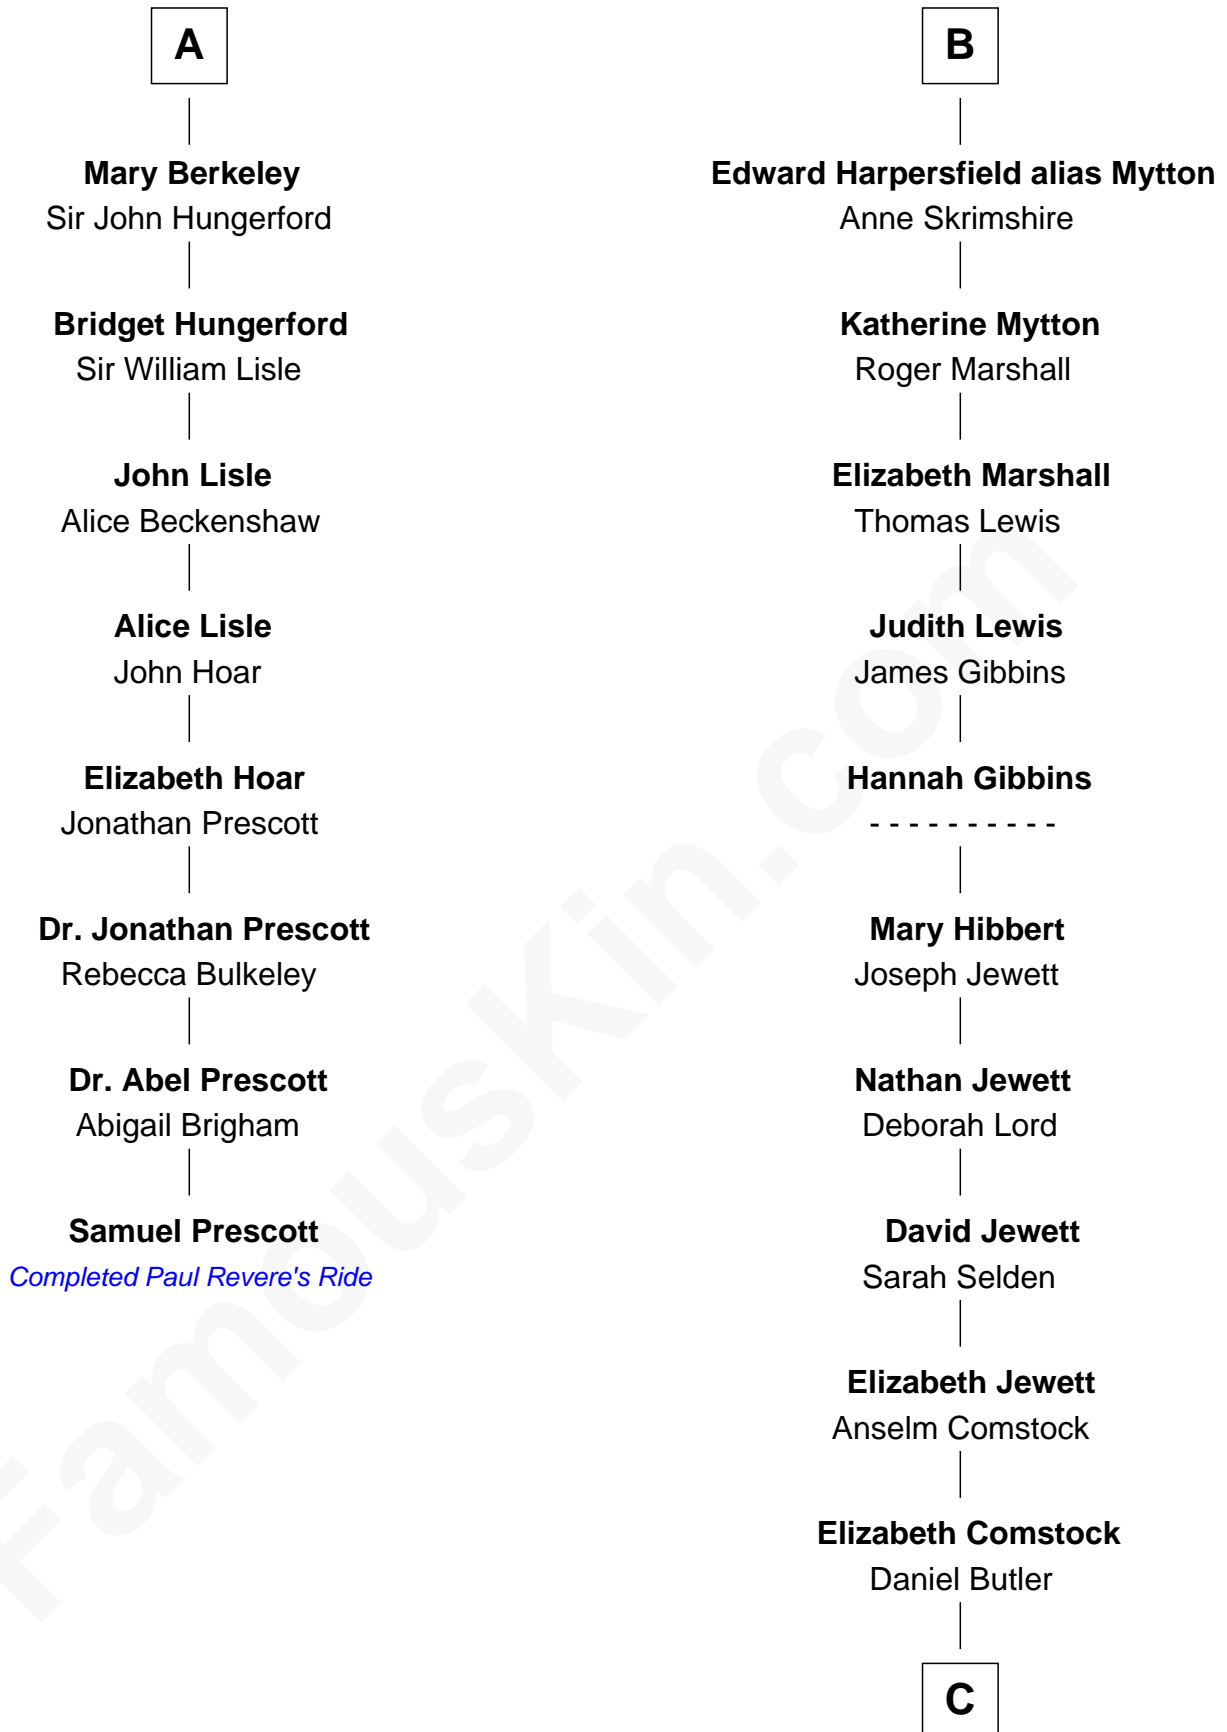 A
Mary Berkeley
Sir John Hungerford
Bridget Hungerford
Sir William Lisle
John Lisle
Alice Beckenshaw
Alice Lisle
John Hoar
Elizabeth Hoar
Jonathan Prescott
Dr. Jonathan Prescott
Rebecca Bulkeley
Dr. Abel Prescott
Abigail Brigham
Samuel Prescott
Completed Paul Revere's Ride
B
Edward Harpersfield alias Mytton
Anne Skrimshire
Katherine Mytton
Roger Marshall
Elizabeth Marshall
Thomas Lewis
Judith Lewis
James Gibbins
Hannah Gibbins
- - - - - - - - - -
Mary Hibbert
Joseph Jewett
Nathan Jewett
Deborah Lord
David Jewett
Sarah Selden
Elizabeth Jewett
Anselm Comstock
Elizabeth Comstock
Daniel Butler
C
FamousKin.com